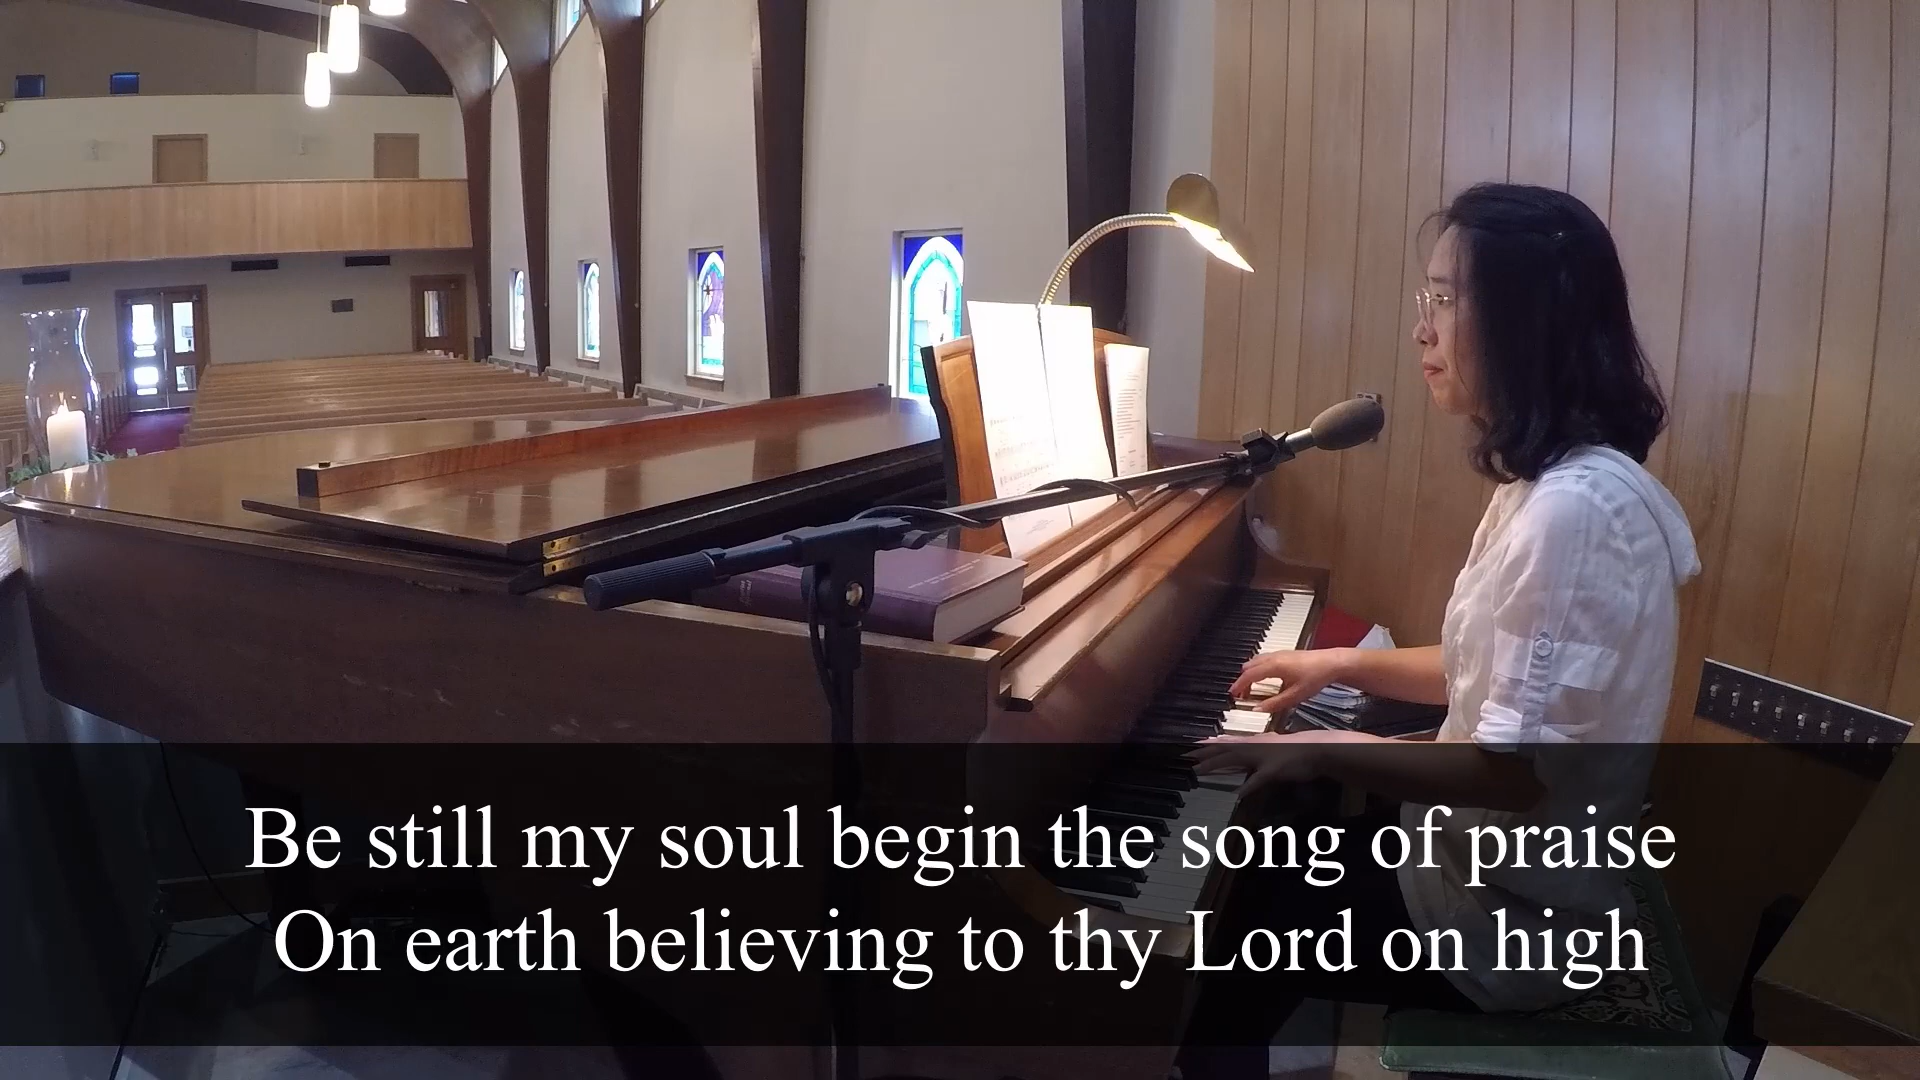 Be still my soul begin the song of praise
On earth believing to thy Lord on high